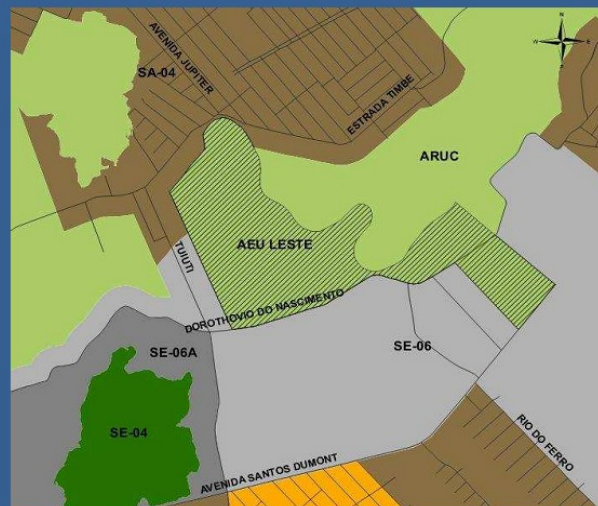 N
W
E
S
AVENIDA JUPITER
SA-04
ESTRADA TIMBE
ARUC
AEU LESTE
TUIUTI
DOROTHOVIO DO NASCIMENTO
SE-06A
SE-06
SE-04
RIO DO FERRO
AVENIDA SANTOS DUMONT